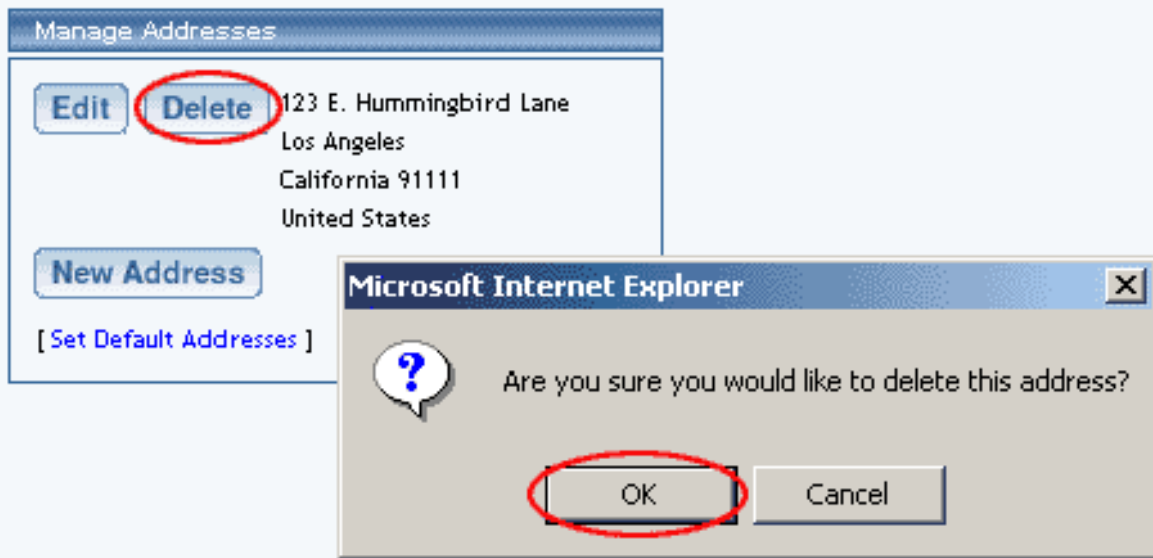 Manage Addresses
Edit Delete 123 E. Hummingbird Lane
Los Angeles
California 91111
United States
New Address
[ Set Default Addresses ]
Microsoft Internet Explorer
Are you sure you would like to delete this address?
OK Cancel